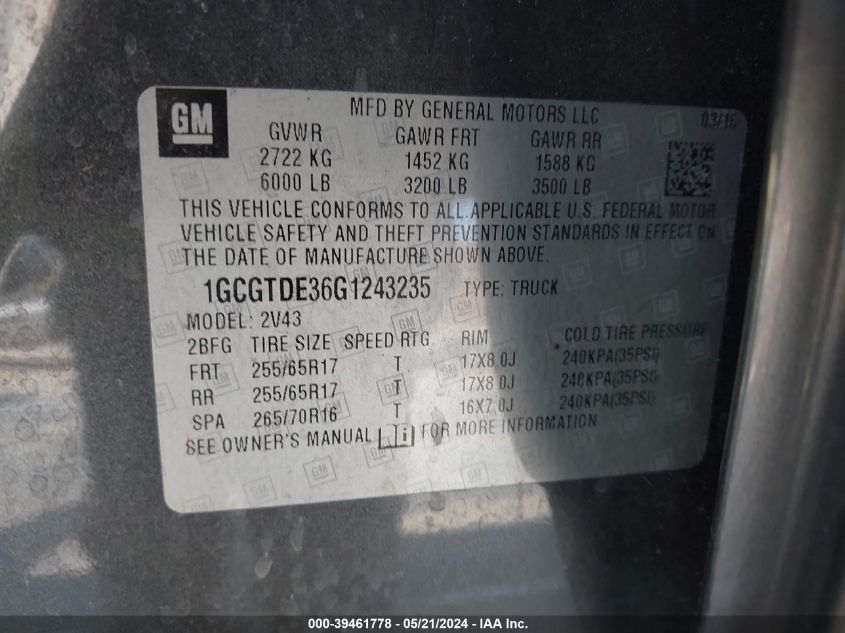 GM
MFD BY GENERAL MOTORS LLC 03/16
GVWR GAWR FRT GAWR RR
2722 KG 1452 KG 1588 KG
6000 LB 3200 LB 3500 LB
THIS VEHICLE CONFORMS TO ALL APPLICABLE U.S. FEDERAL MOTOR
VEHICLE SAFETY AND THEFT PREVENTION STANDARDS IN EFFECT ON
THE DATE OF MANUFACTURE SHOWN ABOVE.
1GCGTDE36G1243235 TYPE: TRUCK
MODEL: 2V43
2BFG TIRE SIZE SPEED RTG RIM COLD TIRE PRESSURE
FRT 255/65R17 T 17X8.0J 240KPA(35PSI)
RR 255/65R17 T 17X8.0J 240KPA(35PSI)
SPA 265/70R16 T 16X7.0J 240KPA(35PSI)
SEE OWNER'S MANUAL i FOR MORE INFORMATION
000-39461778 - 05/21/2024 - IAA Inc.